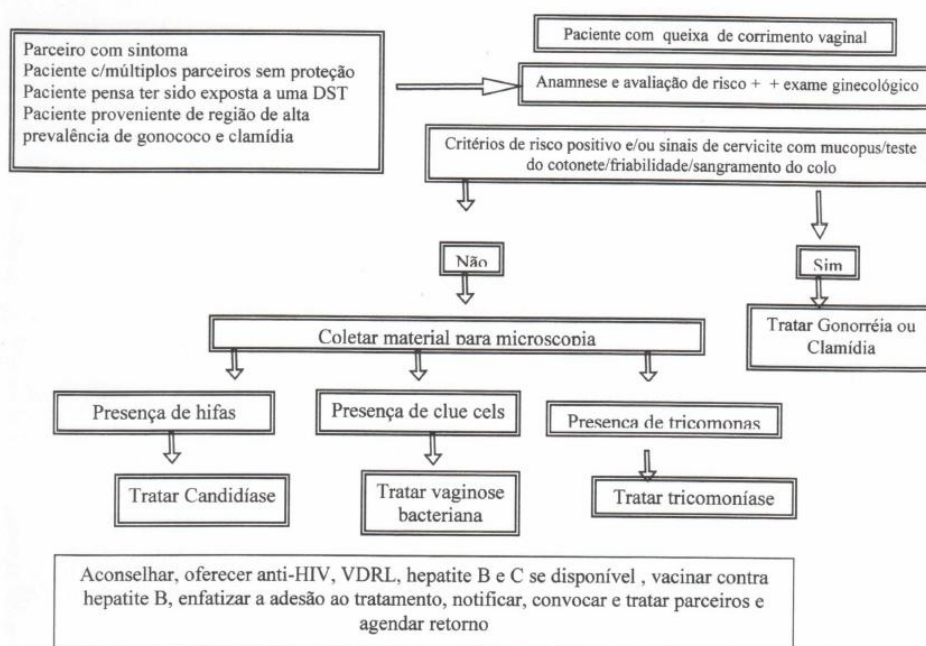 Parceiro com sintoma
Paciente c/múltiplos parceiros sem proteção
Paciente pensa ter sido exposta a uma DST
Paciente proveniente de região de alta
prevalência de gonococo e clamídia
Paciente com queixa de corrimento vaginal
Anamnese e avaliação de risco + + exame ginecológico
Critérios de risco positivo e/ou sinais de cervicite com mucopus/teste
do cotonete/friabilidade/sangramento do colo
Não
Sim
Coletar material para microscopia
Tratar Gonorréia ou
Clamídia
Presença de hifas
Presença de clue cels
Presença de tricomonas
Tratar Candidíase
Tratar vaginose
bacteriana
Tratar tricomoníase
Aconselhar, oferecer anti-HIV, VDRL, hepatite B e C se disponível , vacinar contra
hepatite B, enfatizar a adesão ao tratamento, notificar, convocar e tratar parceiros e
agendar retorno